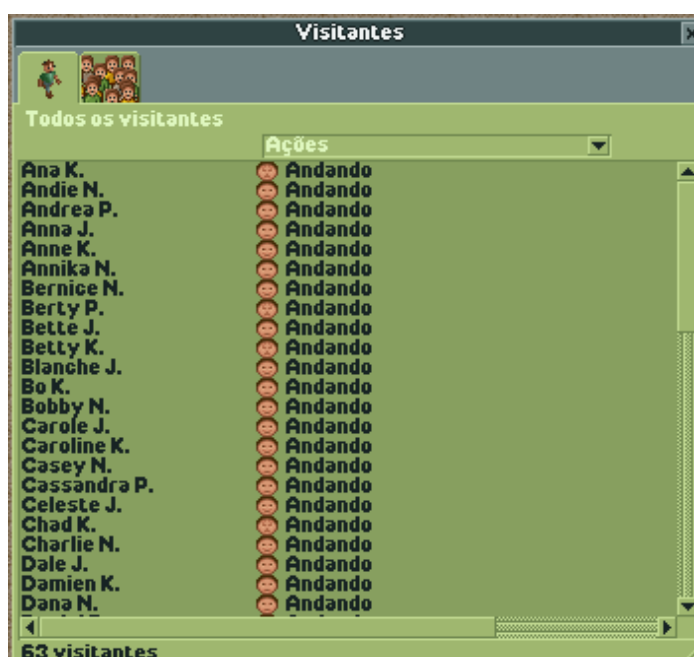 Visitantes
Todos os visitantes
Ações
Ana K. Andando
Andie N. Andando
Andrea P. Andando
Anna J. Andando
Anne K. Andando
Annika N. Andando
Bernice N. Andando
Berty P. Andando
Bette J. Andando
Betty K. Andando
Blanche J. Andando
Bo K. Andando
Bobby N. Andando
Carole J. Andando
Caroline K. Andando
Casey N. Andando
Cassandra P. Andando
Celeste J. Andando
Chad K. Andando
Charlie N. Andando
Dale J. Andando
Damien K. Andando
Dana N. Andando
63 visitantes